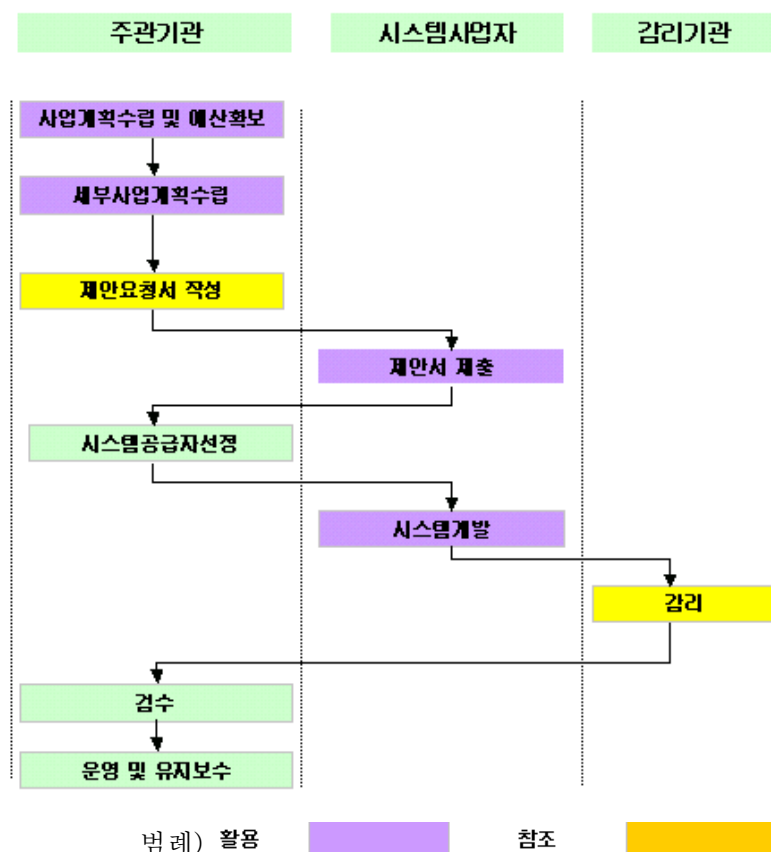 주관기관 시스템사업자 감리기관
사업계획수립 및 예산확보
세부사업계획수립
제안요청서 작성
제안서 제출
시스템공급자선정
시스템개발
감리
검수
운영 및 유지보수
범례) 활용 참조